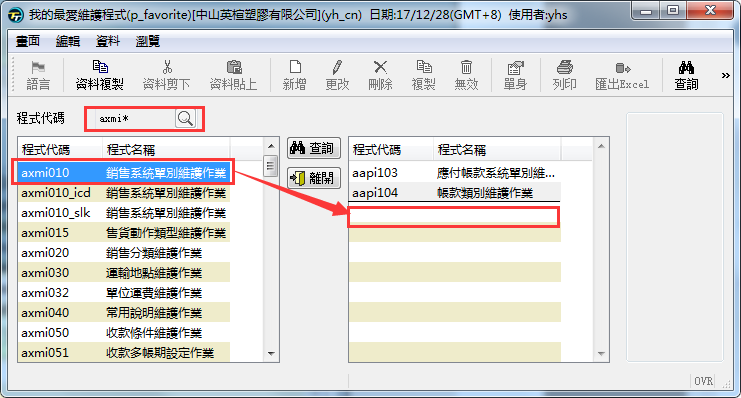 我的最愛維護程式(p_favorite)[中山英楦塑膠有限公司](yh_cn) 日期:17/12/28(GMT+8) 使用者:yhs
畫面 編輯 資料 瀏覽
語言 資料複製 資料剪下 資料貼上 新增 更改 刪除 複製 無效 單身 列印 匯出Excel 查詢 »
程式代碼 axmi*
程式代碼 程式名稱
axmi010 銷售系統單別維護作業
axmi010_icd 銷售系統單別維護作業
axmi010_slk 銷售系統單別維護作業
axmi015 售貨動作類型維護作業
axmi020 銷售分類維護作業
axmi030 運輸地點維護作業
axmi032 單位運費維護作業
axmi040 常用說明維護作業
axmi050 收款條件維護作業
axmi051 收款多帳期設定作業
查詢
離開
程式代碼 程式名稱
aapi103 應付帳款系統單別維...
aapi104 帳款類別維護作業
OVR